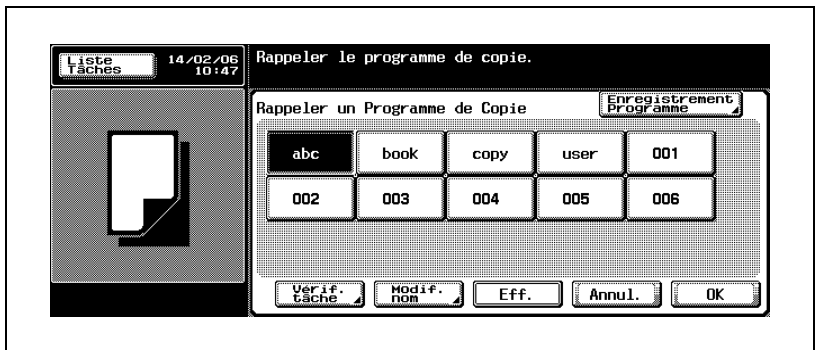 Liste
Tâches
14/02/06
10:47
Rappeler le programme de copie.
Rappeler un Programme de Copie
Enregistrement
Programme
abc book copy user 001
002 003 004 005 006
Vérif.
tâche
Modif.
nom
Eff.
Annul.
OK